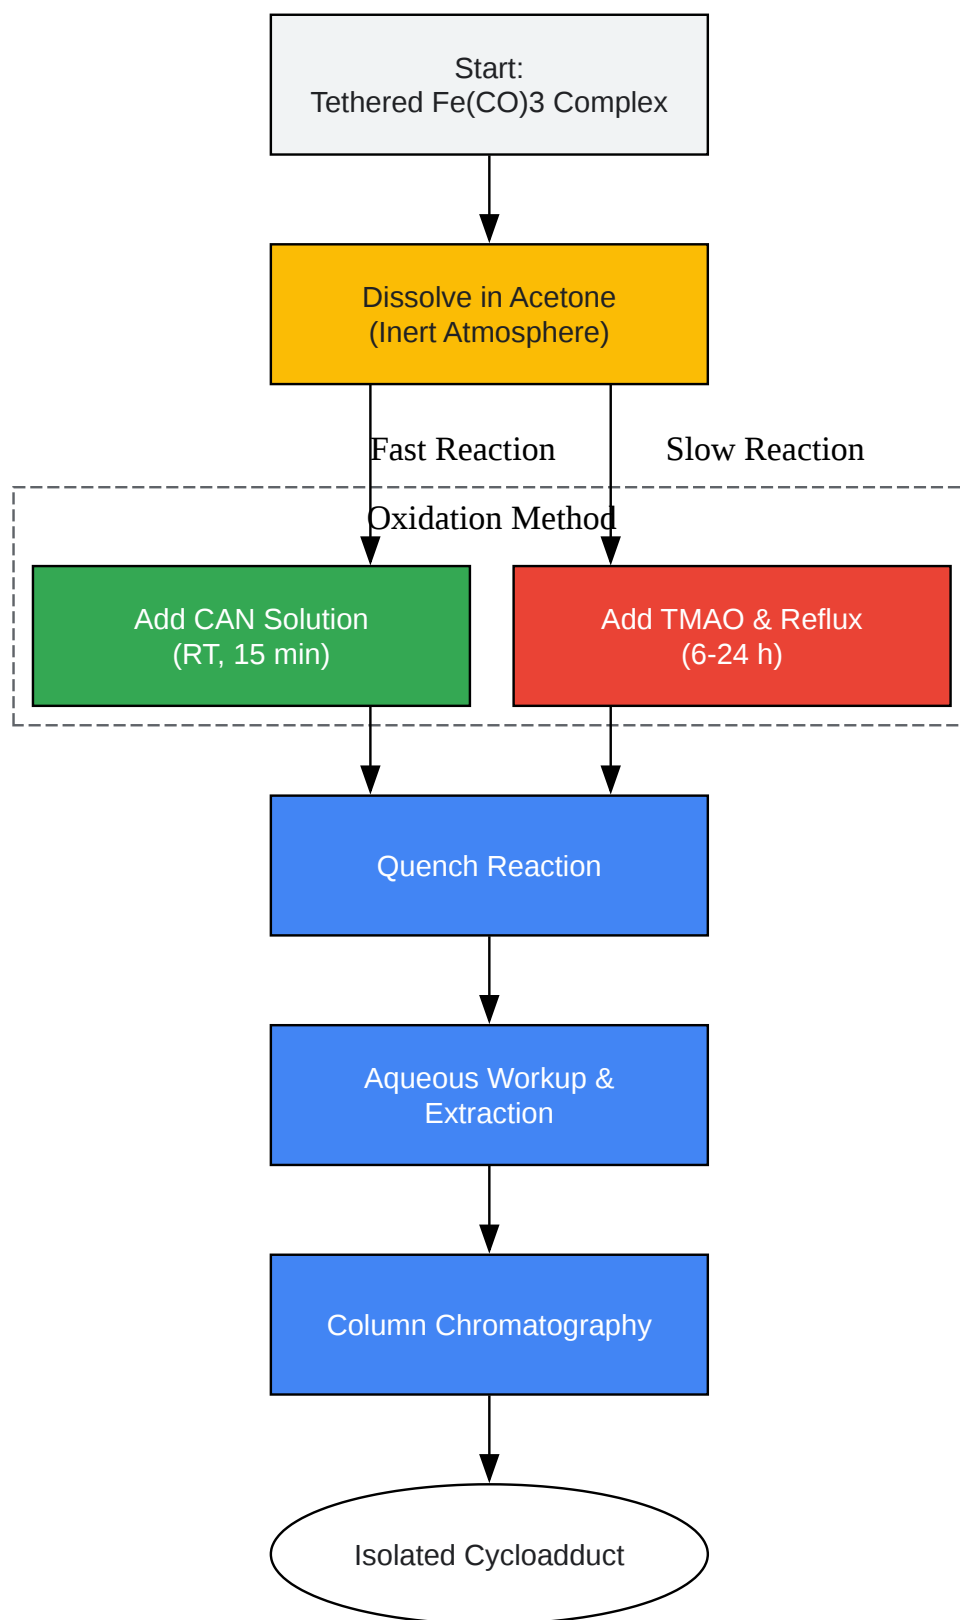 Start:
Tethered Fe(CO)3 Complex
Dissolve in Acetone
(Inert Atmosphere)
Fast Reaction
Slow Reaction
Oxidation Method
Add CAN Solution
(RT, 15 min)
Add TMAO & Reflux
(6-24 h)
Quench Reaction
Aqueous Workup &
Extraction
Column Chromatography
Isolated Cycloadduct